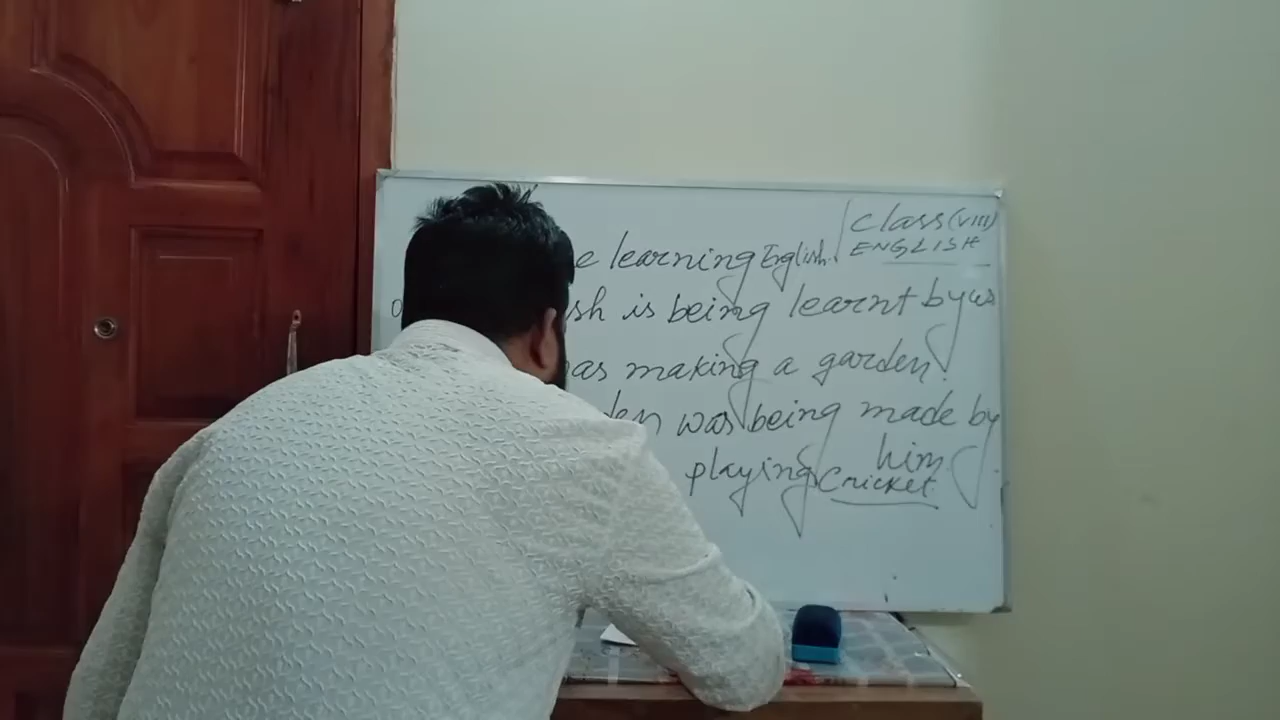 class (VIII)
ENGLISH
e learning English.
sh is being learnt by us
as making a garden.
den was being made by
him.
playing Cricket.